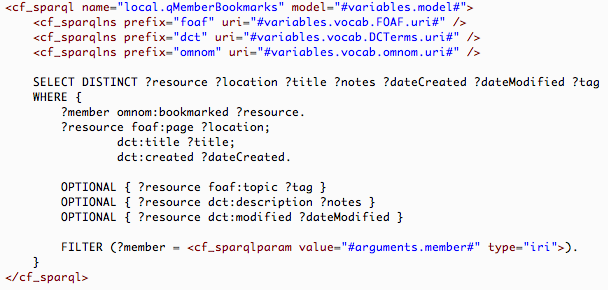 <cf_sparql name="local.qMemberBookmarks" model="#variables.model#">
<cf_sparqlns prefix="foaf" uri="#variables.vocab.FOAF.uri#" />
<cf_sparqlns prefix="dct" uri="#variables.vocab.DCTerms.uri#" />
<cf_sparqlns prefix="omnom" uri="#variables.vocab.omnom.uri#" />
SELECT DISTINCT ?resource ?location ?title ?notes ?dateCreated ?dateModified ?tag
WHERE {
?member omnom:bookmarked ?resource.
?resource foaf:page ?location;
dct:title ?title;
dct:created ?dateCreated.
OPTIONAL { ?resource foaf:topic ?tag }
OPTIONAL { ?resource dct:description ?notes }
OPTIONAL { ?resource dct:modified ?dateModified }
FILTER (?member = <cf_sparqlparam value="#arguments.member#" type="iri">).
}
</cf_sparql>